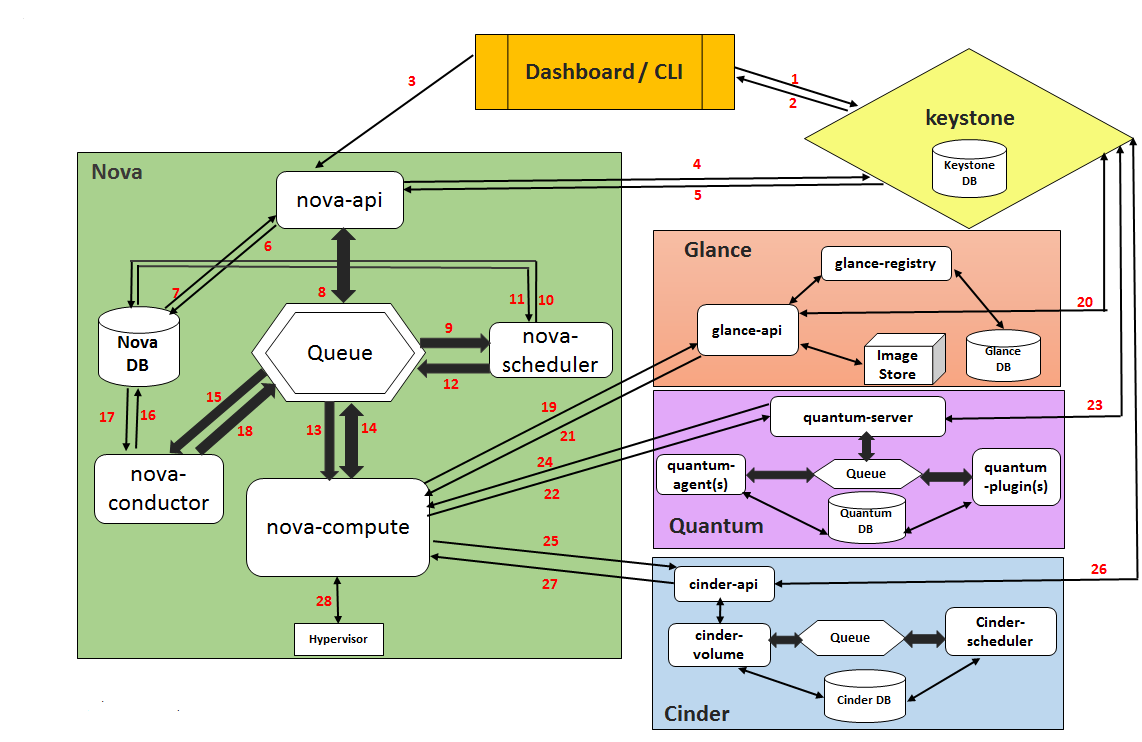 Dashboard / CLI
1
2
3
keystone
Keystone
DB
Nova
nova-api
4
5
6
7
8
Queue
9
10
11
12
nova-
scheduler
Nova
DB
13
14
15
16
17
18
nova-
conductor
nova-compute
28
Hypervisor
Glance
glance-registry
glance-api
Image
Store
Glance
DB
19
20
21
quantum-server
23
24
22
quantum-
agent(s)
Queue
quantum
-plugin(s)
Quantum
DB
Quantum
25
26
27
cinder-api
cinder-
volume
Queue
Cinder-
scheduler
Cinder DB
Cinder